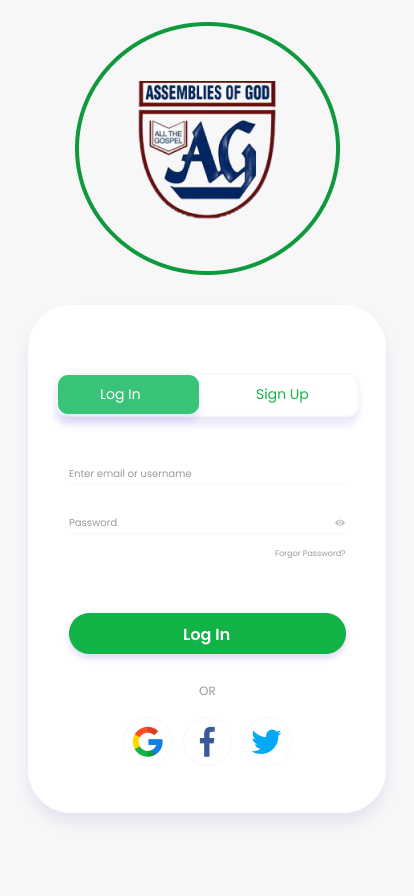 ASSEMBLIES OF GOD
ALL THE
GOSPEL
AG
Log In
Sign Up
Enter email or username
Password
Forgor Password?
Log In
OR